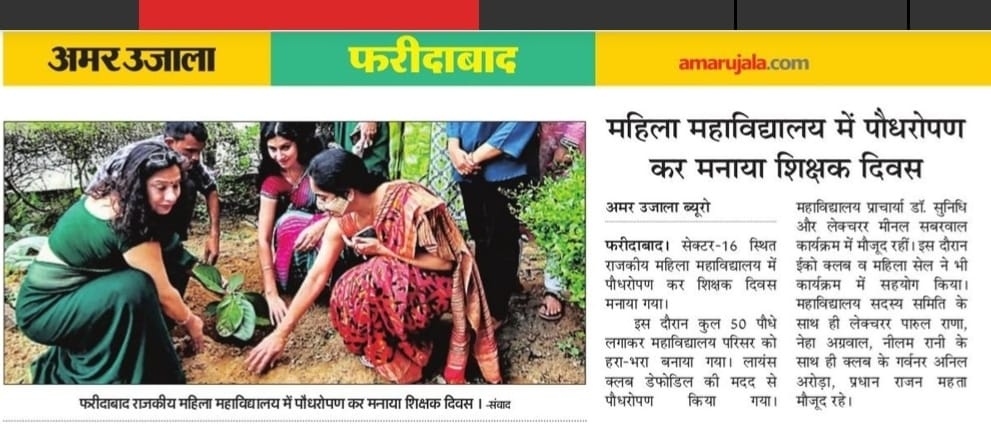 अमर उजाला
फरीदाबाद
amarujala.com
महिला महाविद्यालय में पौधरोपण
कर मनाया शिक्षक दिवस
अमर उजाला ब्यूरो
फरीदाबाद। सेक्टर-16 स्थित
राजकीय महिला महाविद्यालय में
पौधरोपण कर शिक्षक दिवस
मनाया गया।
इस दौरान कुल 50 पौधे
लगाकर महाविद्यालय परिसर को
हरा-भरा बनाया गया। लायंस
क्लब डेफोडिल की मदद से
पौधरोपण किया गया।
महाविद्यालय प्राचार्या डॉ. सुनिधि
और लेक्चरर मीनल सबरवाल
कार्यक्रम में मौजूद रहीं। इस दौरान
ईको क्लब व महिला सेल ने भी
कार्यक्रम में सहयोग किया।
महाविद्यालय सदस्य समिति के
साथ ही लेक्चरर पारुल राणा,
नेहा अग्रवाल, नीलम रानी के
साथ ही क्लब के गर्वनर अनिल
अरोड़ा, प्रधान राजन महता
मौजूद रहे।
फरीदाबाद राजकीय महिला महाविद्यालय में पौधरोपण कर मनाया शिक्षक दिवस । -संवाद